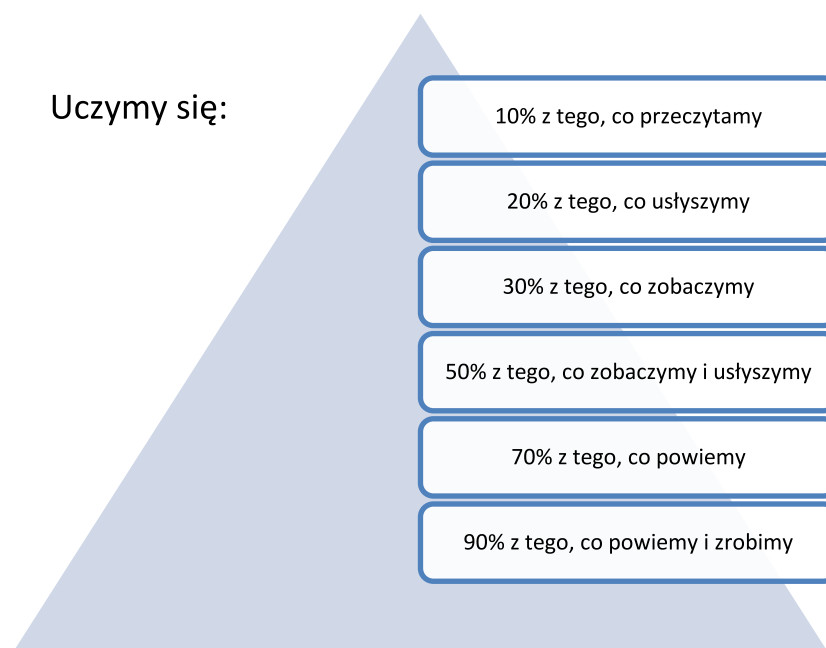 Uczymy się:
10% z tego, co przeczytamy
20% z tego, co usłyszymy
30% z tego, co zobaczymy
50% z tego, co zobaczymy i usłyszymy
70% z tego, co powiemy
90% z tego, co powiemy i zrobimy